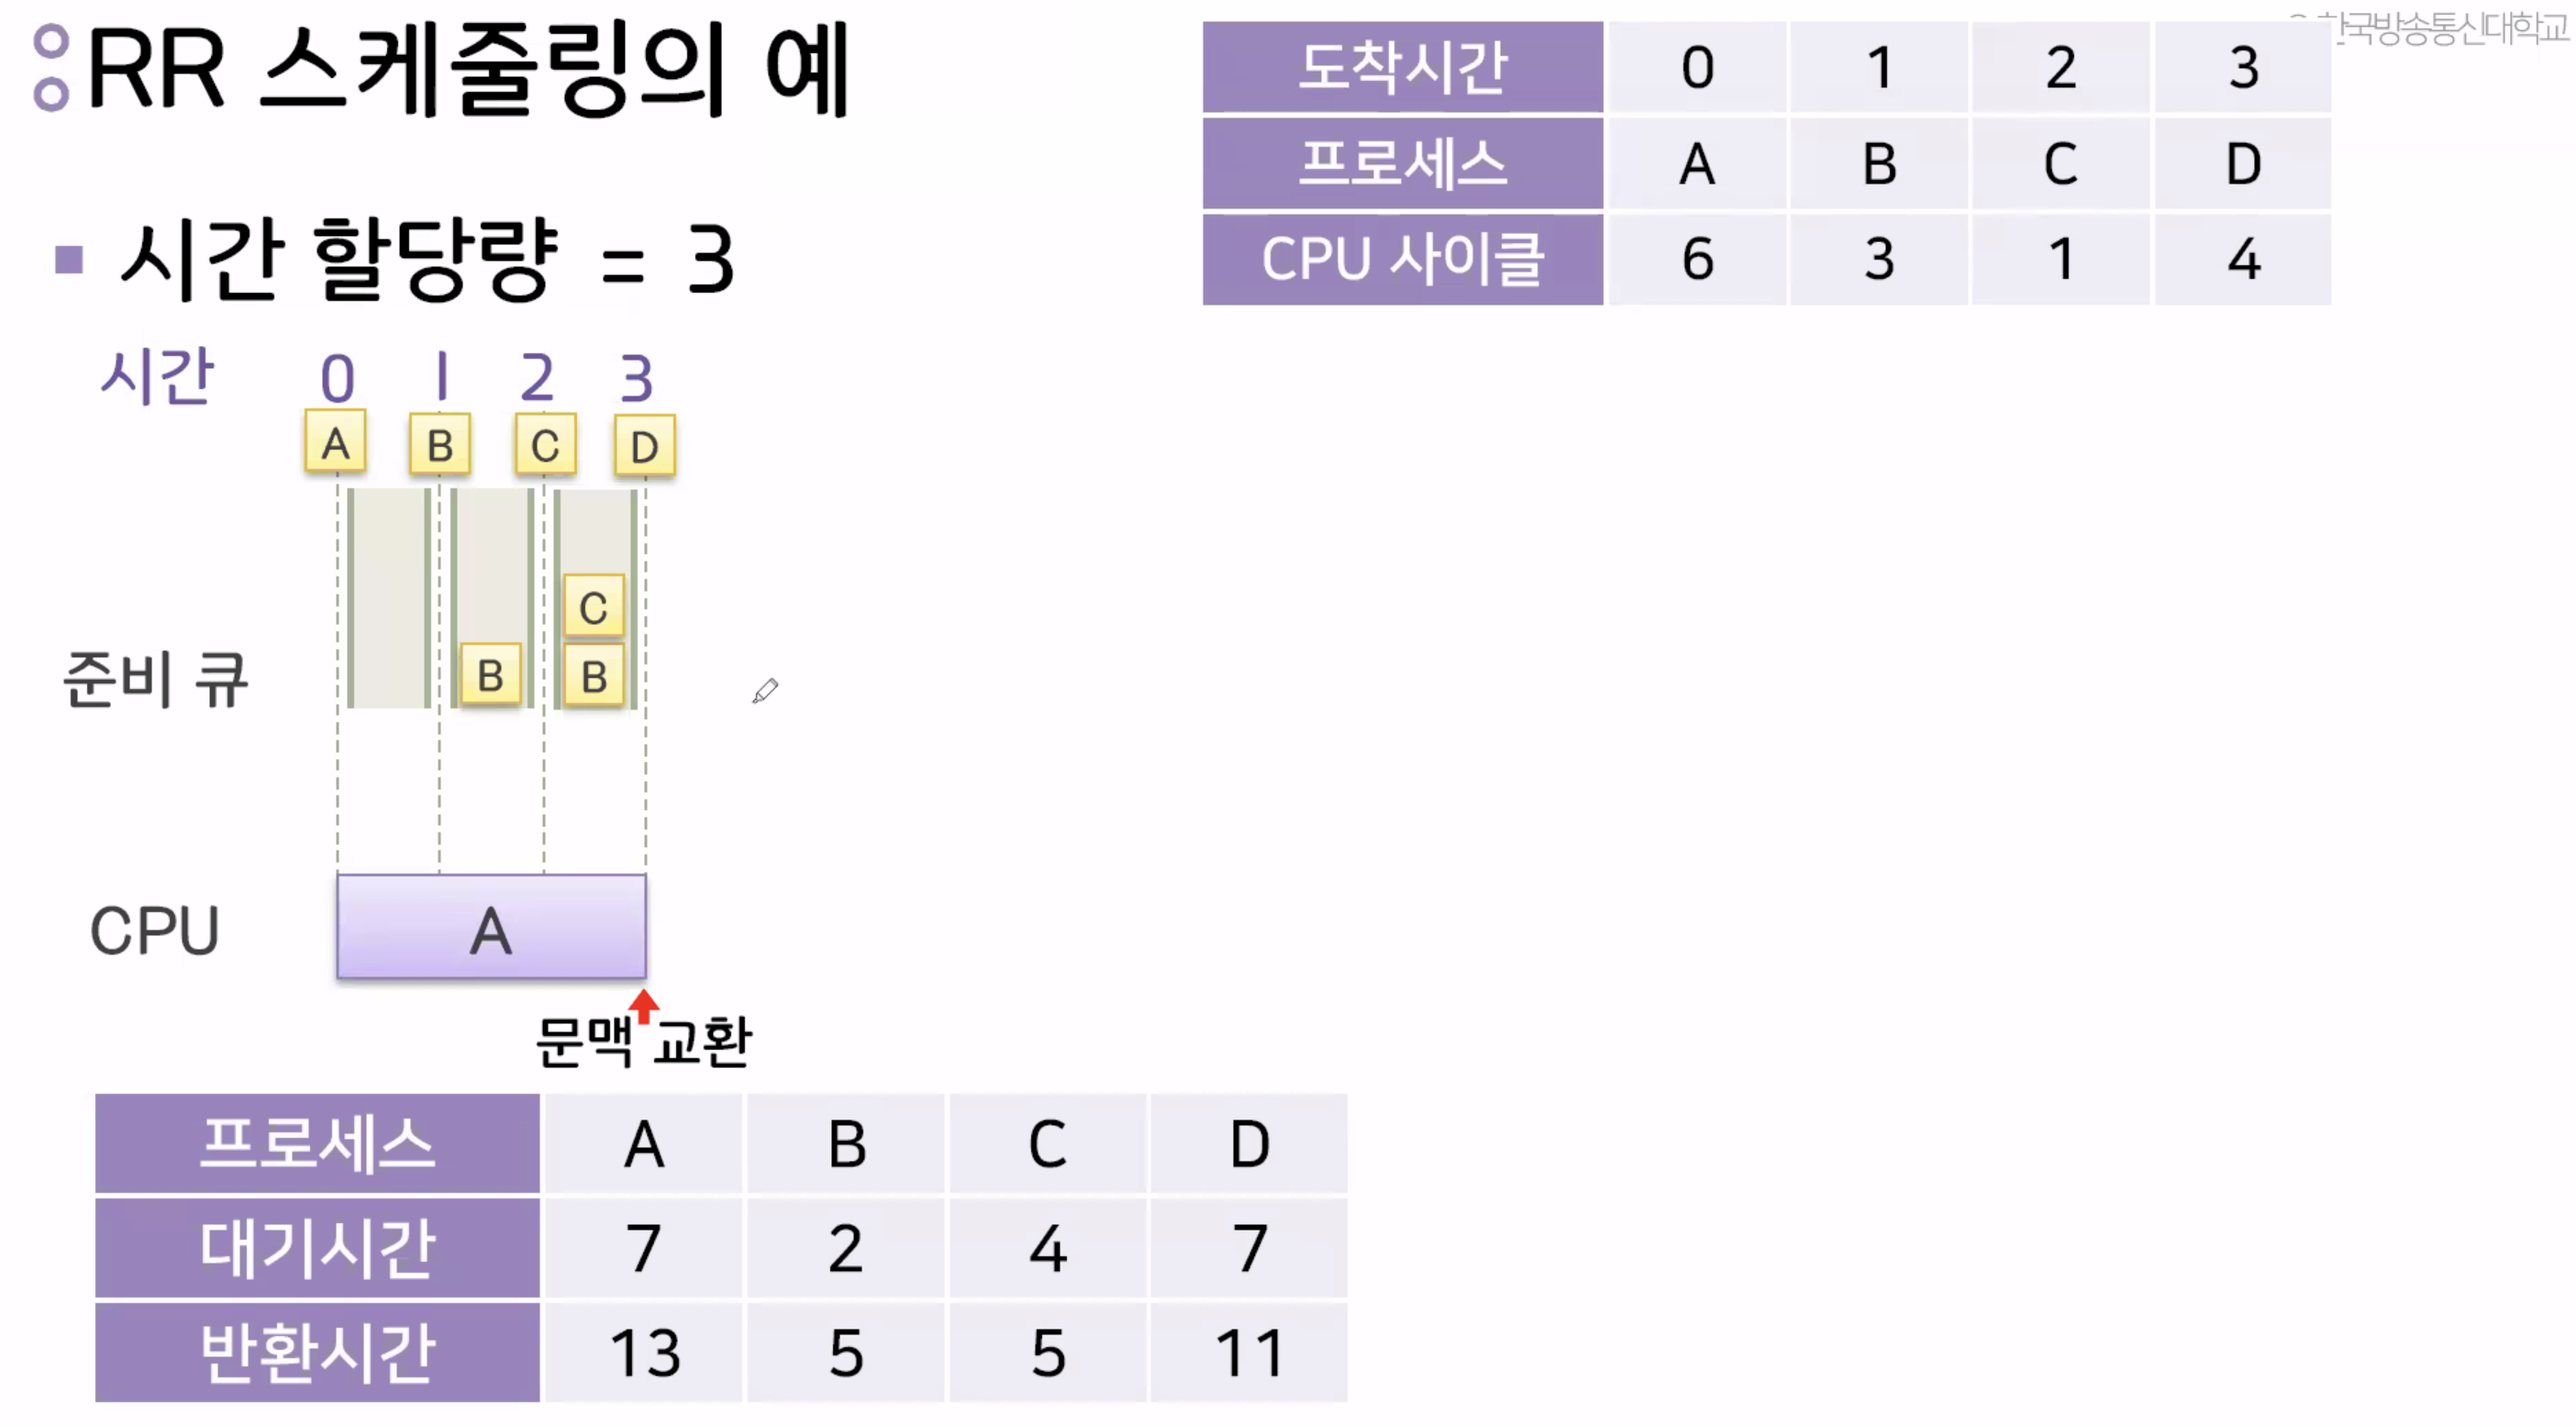 RR 스케줄링의 예
한국방송통신대학교
도착시간 0 1 2 3
프로세스 A B C D
CPU 사이클 6 3 1 4
시간 할당량 = 3
시간 0 1 2 3
A B C D
C
준비 큐 B B
CPU A
문맥 교환
프로세스 A B C D
대기시간 7 2 4 7
반환시간 13 5 5 11